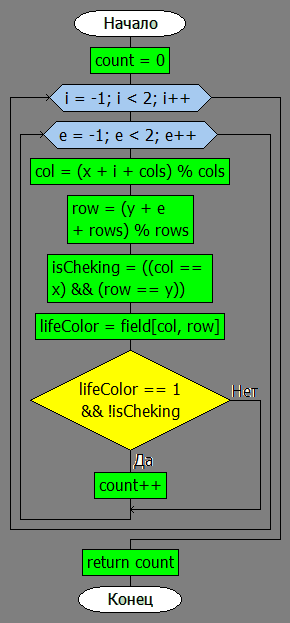 Начало
count = 0
i = -1; i < 2; i++
e = -1; e < 2; e++
col = (x + i + cols) % cols
row = (y + e
+ rows) % rows
isCheking = ((col ==
x) && (row == y))
lifeColor = field[col, row]
lifeColor == 1
&& !isCheking
Нет
Да
count++
return count
Конец